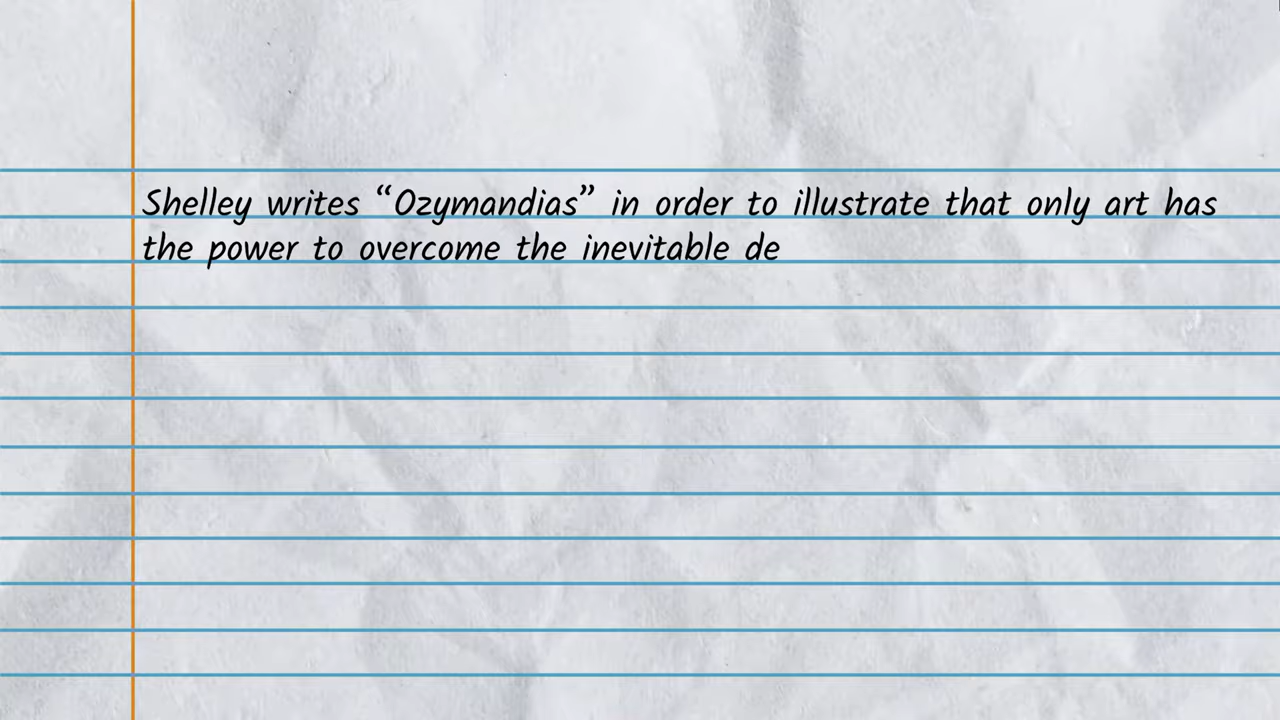 Shelley writes “Ozymandias” in order to illustrate that only art has
the power to overcome the inevitable de